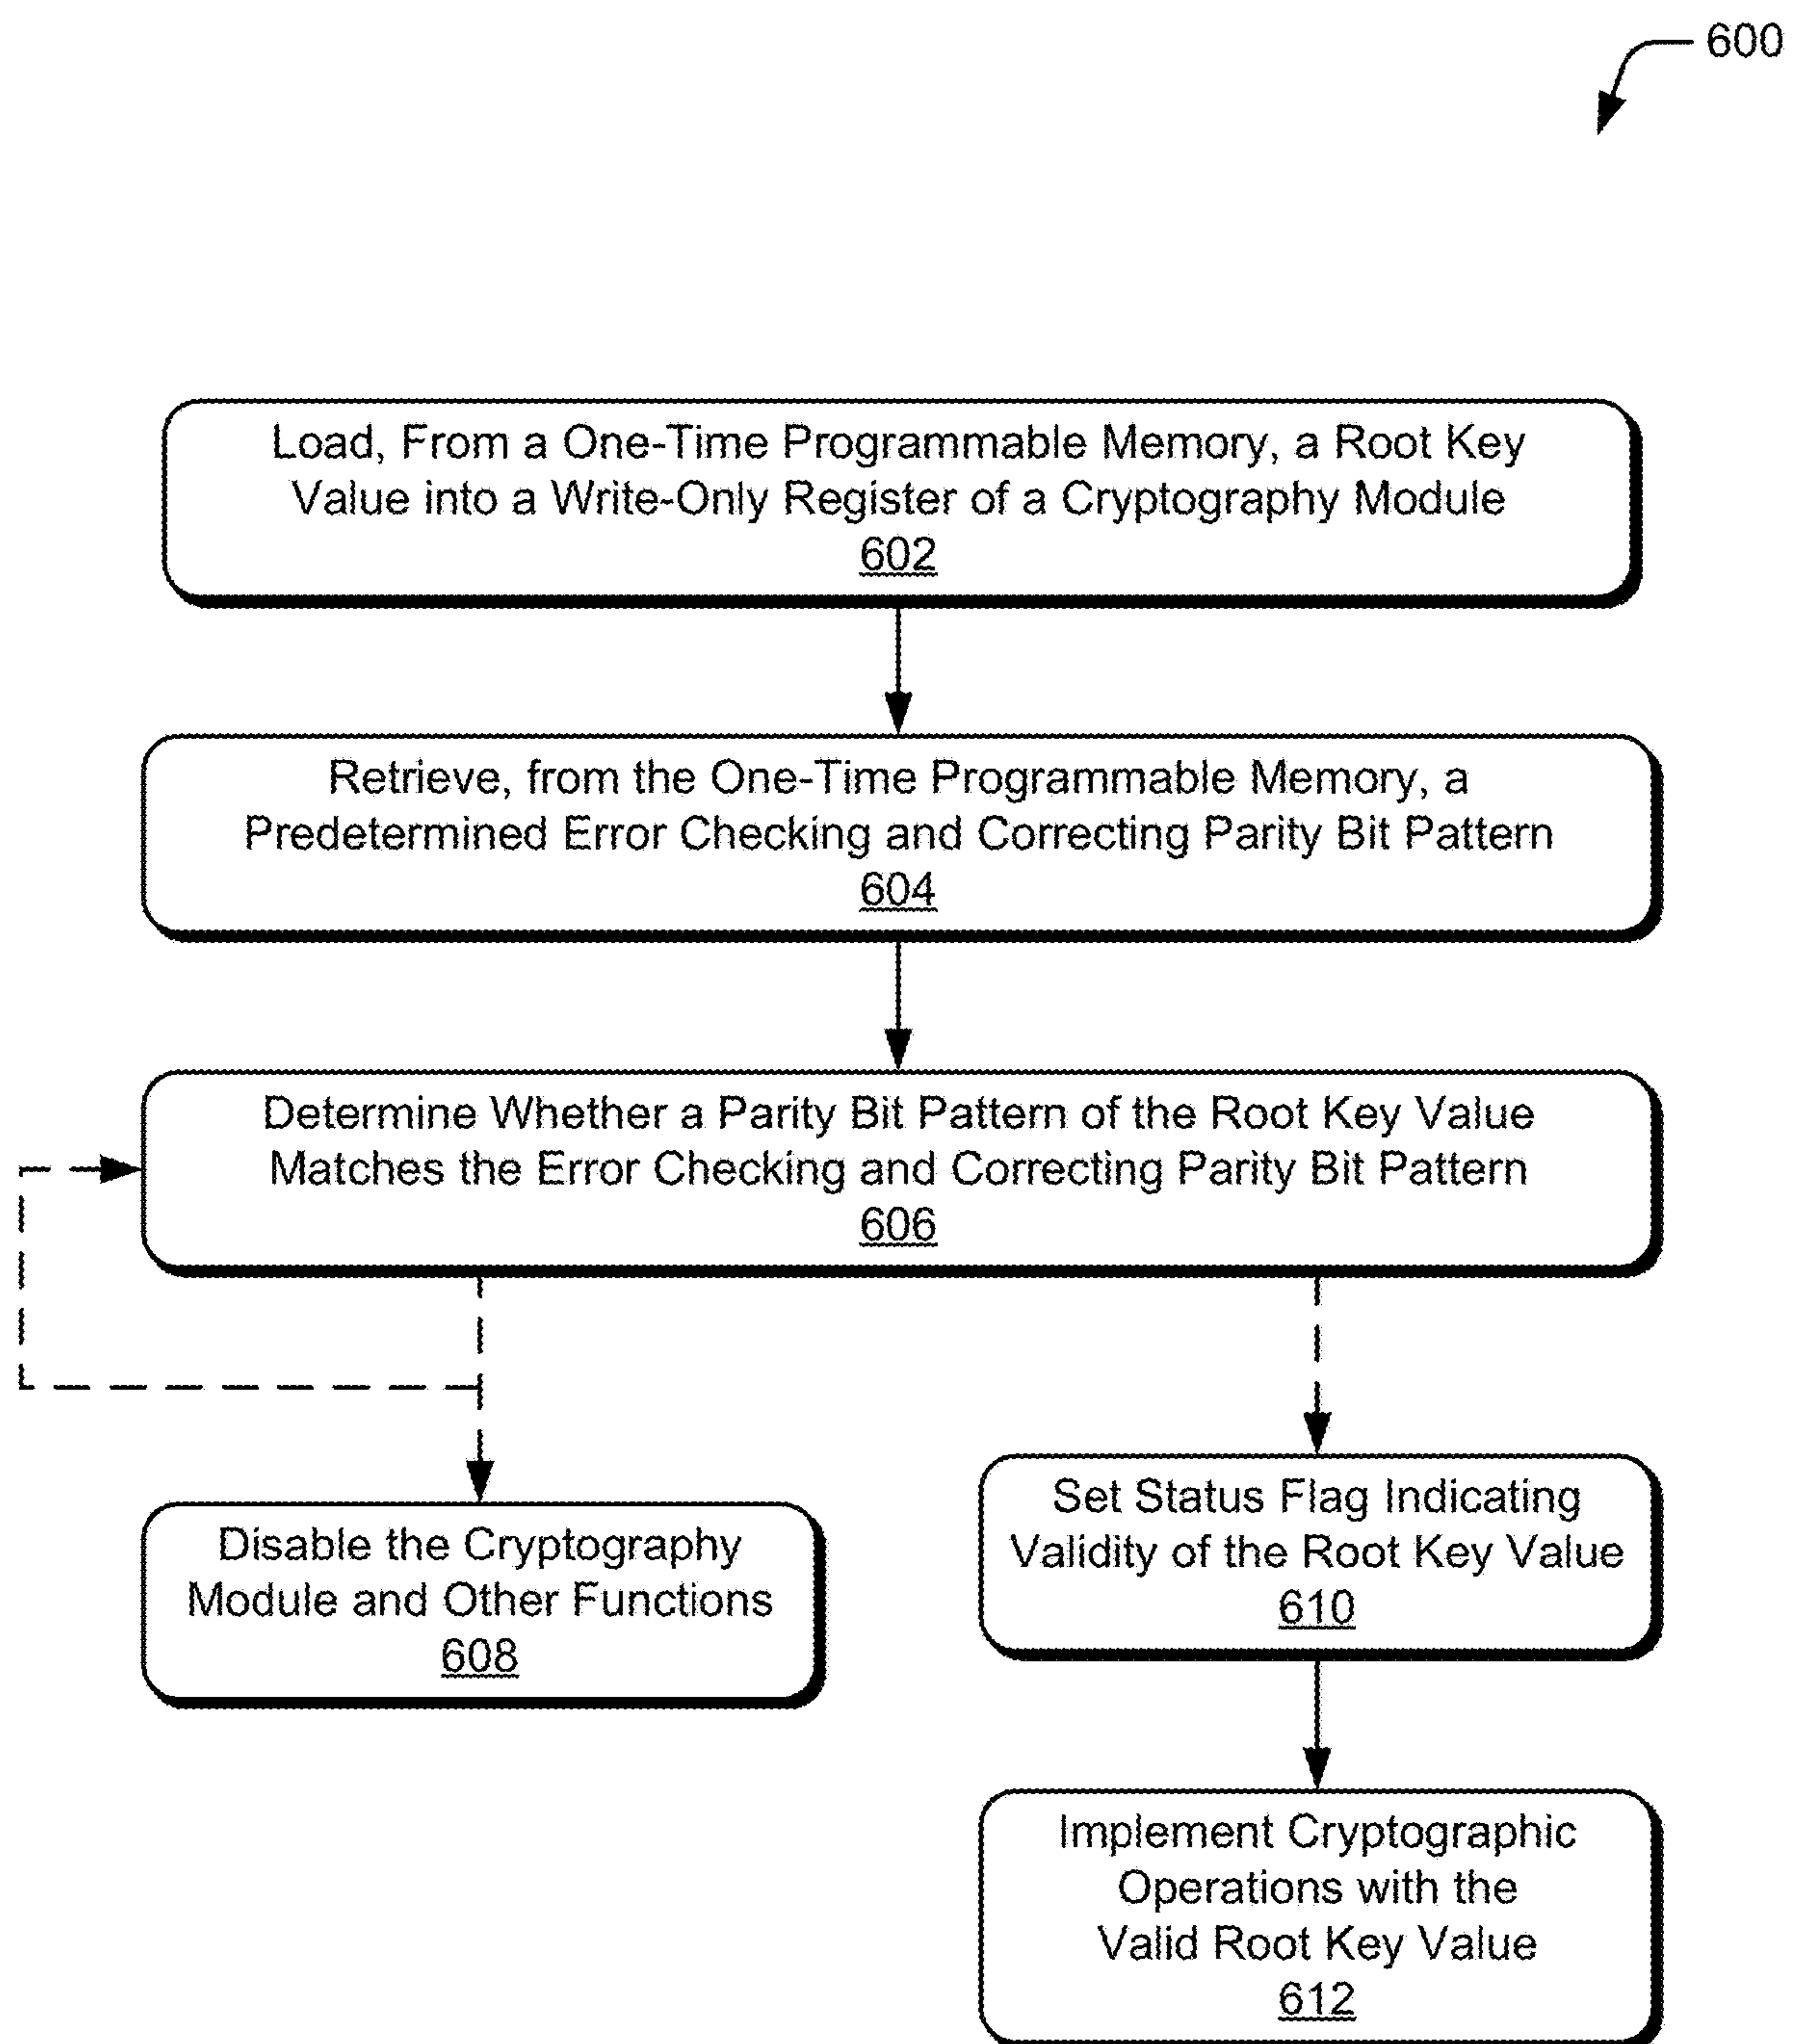 600
Load, From a One-Time Programmable Memory, a Root Key
Value into a Write-Only Register of a Cryptography Module
602
Retrieve, from the One-Time Programmable Memory, a
Predetermined Error Checking and Correcting Parity Bit Pattern
604
Determine Whether a Parity Bit Pattern of the Root Key Value
Matches the Error Checking and Correcting Parity Bit Pattern
606
Disable the Cryptography
Module and Other Functions
608
Set Status Flag Indicating
Validity of the Root Key Value
610
Implement Cryptographic
Operations with the
Valid Root Key Value
612